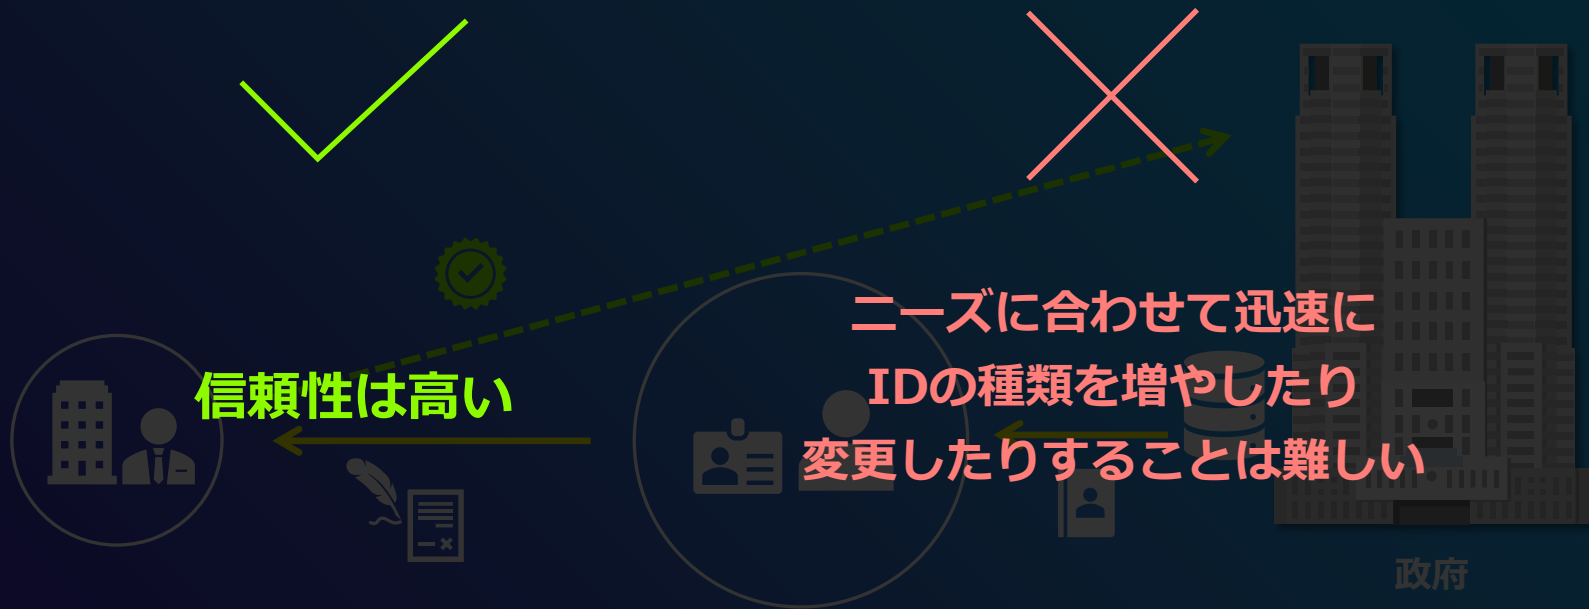 信頼性は高い
ニーズに合わせて迅速に
IDの種類を増やしたり
変更したりすることは難しい
政府